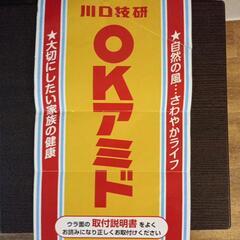 川口技研
OKアミド
★自然の風…さわやかライフ
★大切にしたい家族の健康
ウラ面の取付説明書をよく
お読みになり正しくお取付けください